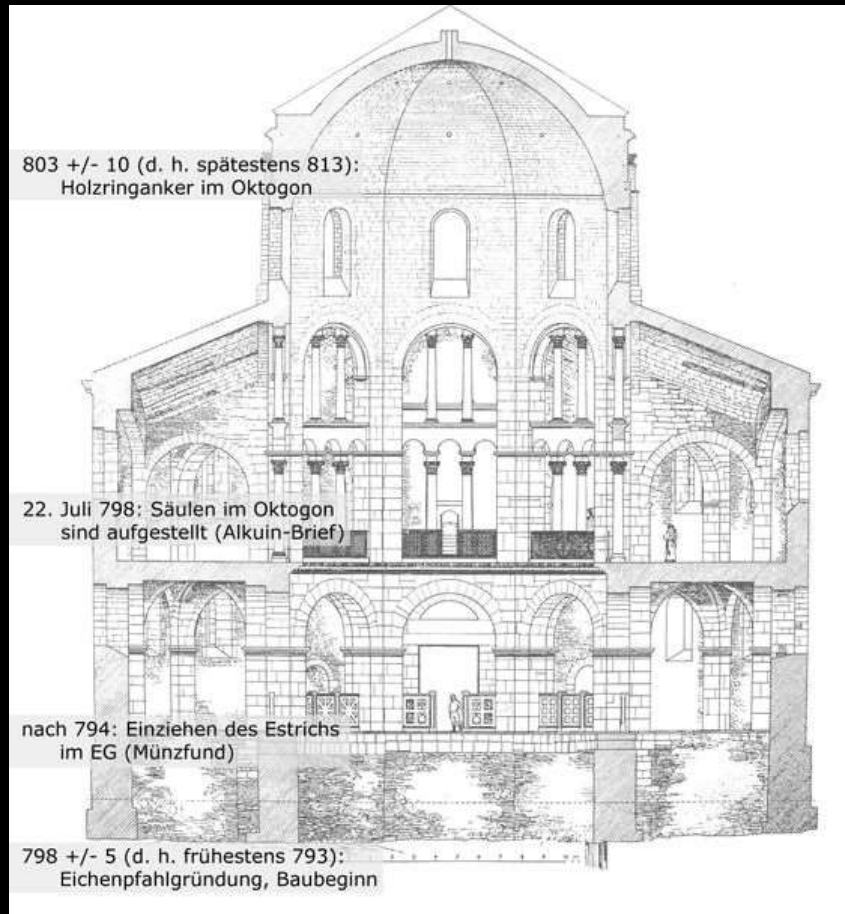 803 +/- 10 (d. h. spätestens 813):
Holzringanker im Oktogon
22. Juli 798: Säulen im Oktogon
sind aufgestellt (Alkuin-Brief)
nach 794: Einziehen des Estrichs
im EG (Münzfund)
798 +/- 5 (d. h. frühestens 793):
Eichenpfahlgründung, Baubeginn